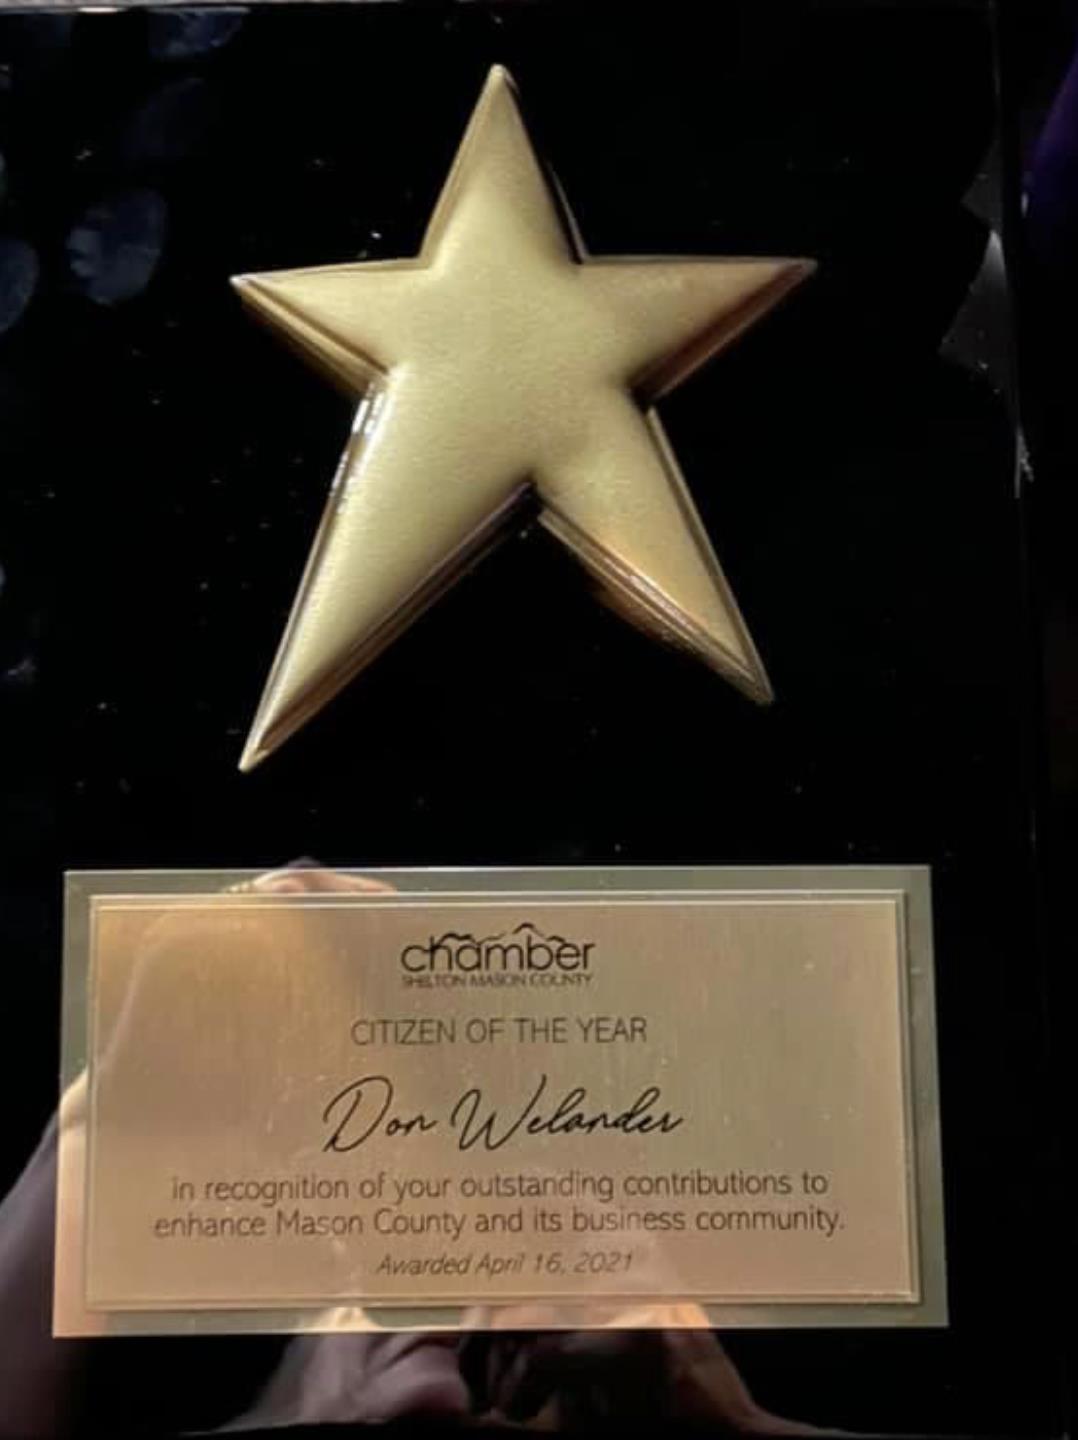 chamber
SHELTON MASON COUNTY
CITIZEN OF THE YEAR
Don Welander
in recognition of your outstanding contributions to
enhance Mason County and its business community.
Awarded April 16, 2021